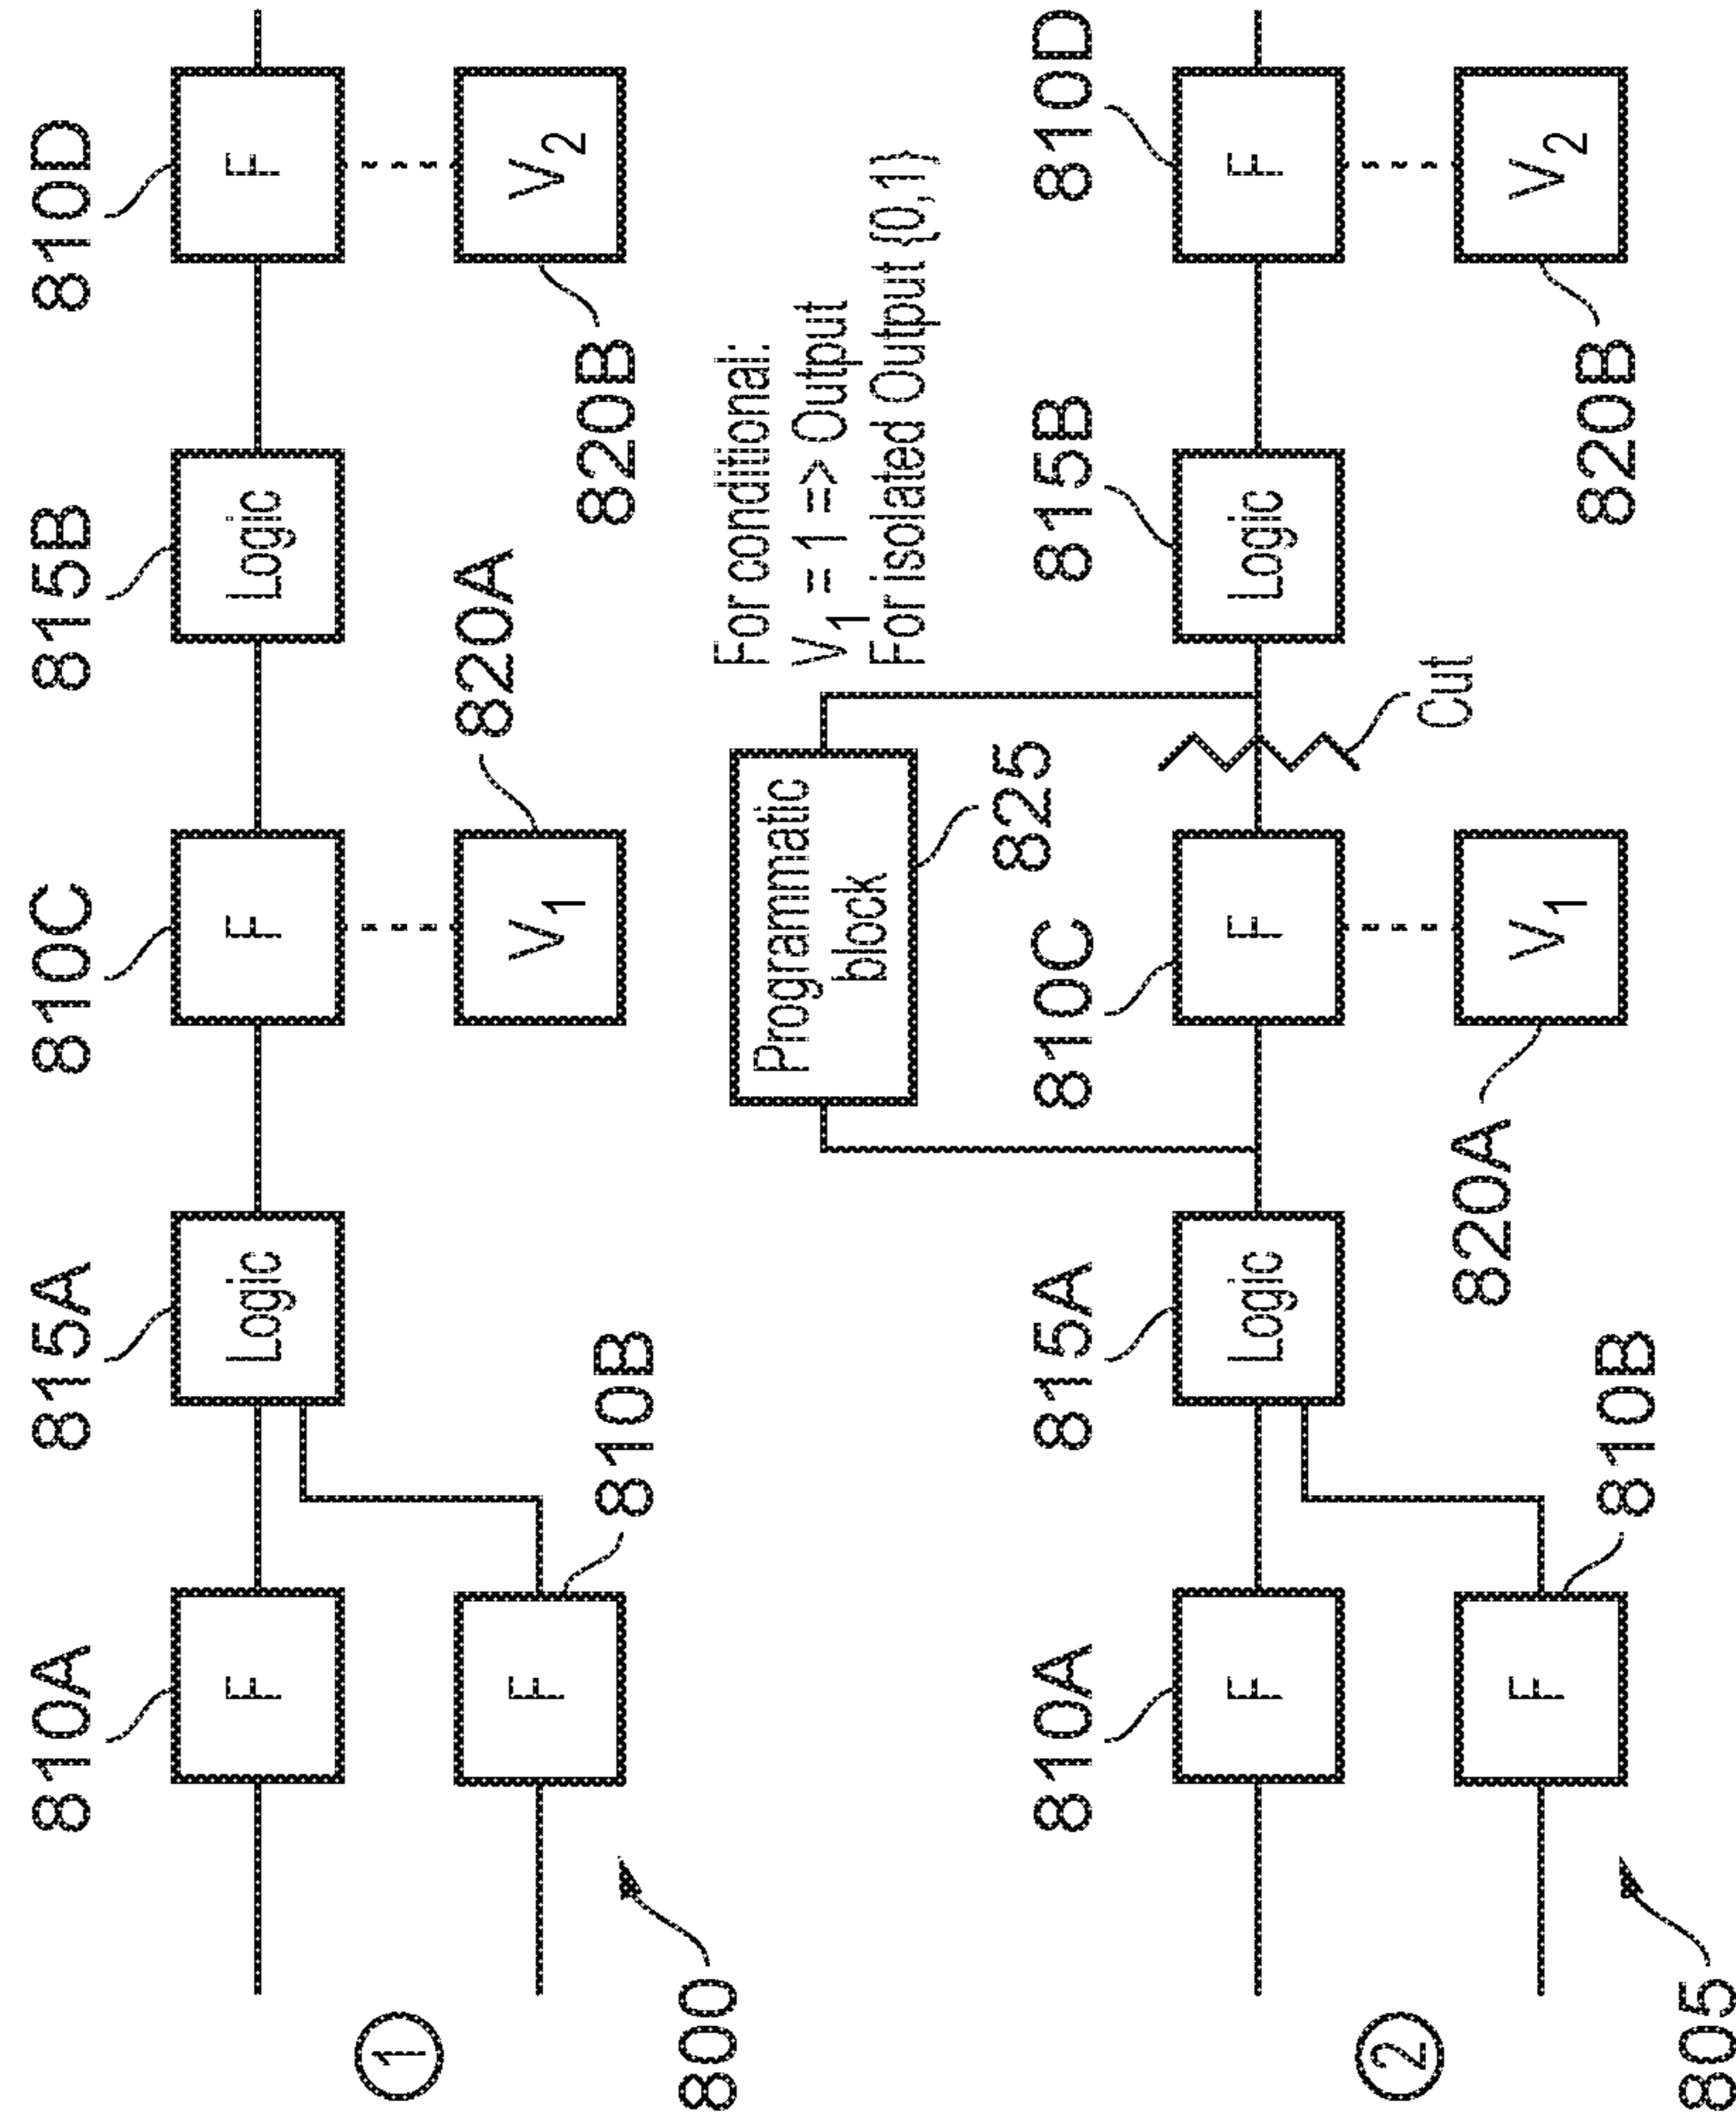 810A
815A
810C
815B
810D
F
Logic
F
Logic
F
①
F
V1
V2
810B
820A
820B
800
For conditional:
V1 = 1 => Output
For isolated Output {0,1}
Programmatic
block
825
810A
815A
810C
815B
810D
F
Logic
F
Logic
F
Cut
②
F
V1
V2
810B
820A
820B
805